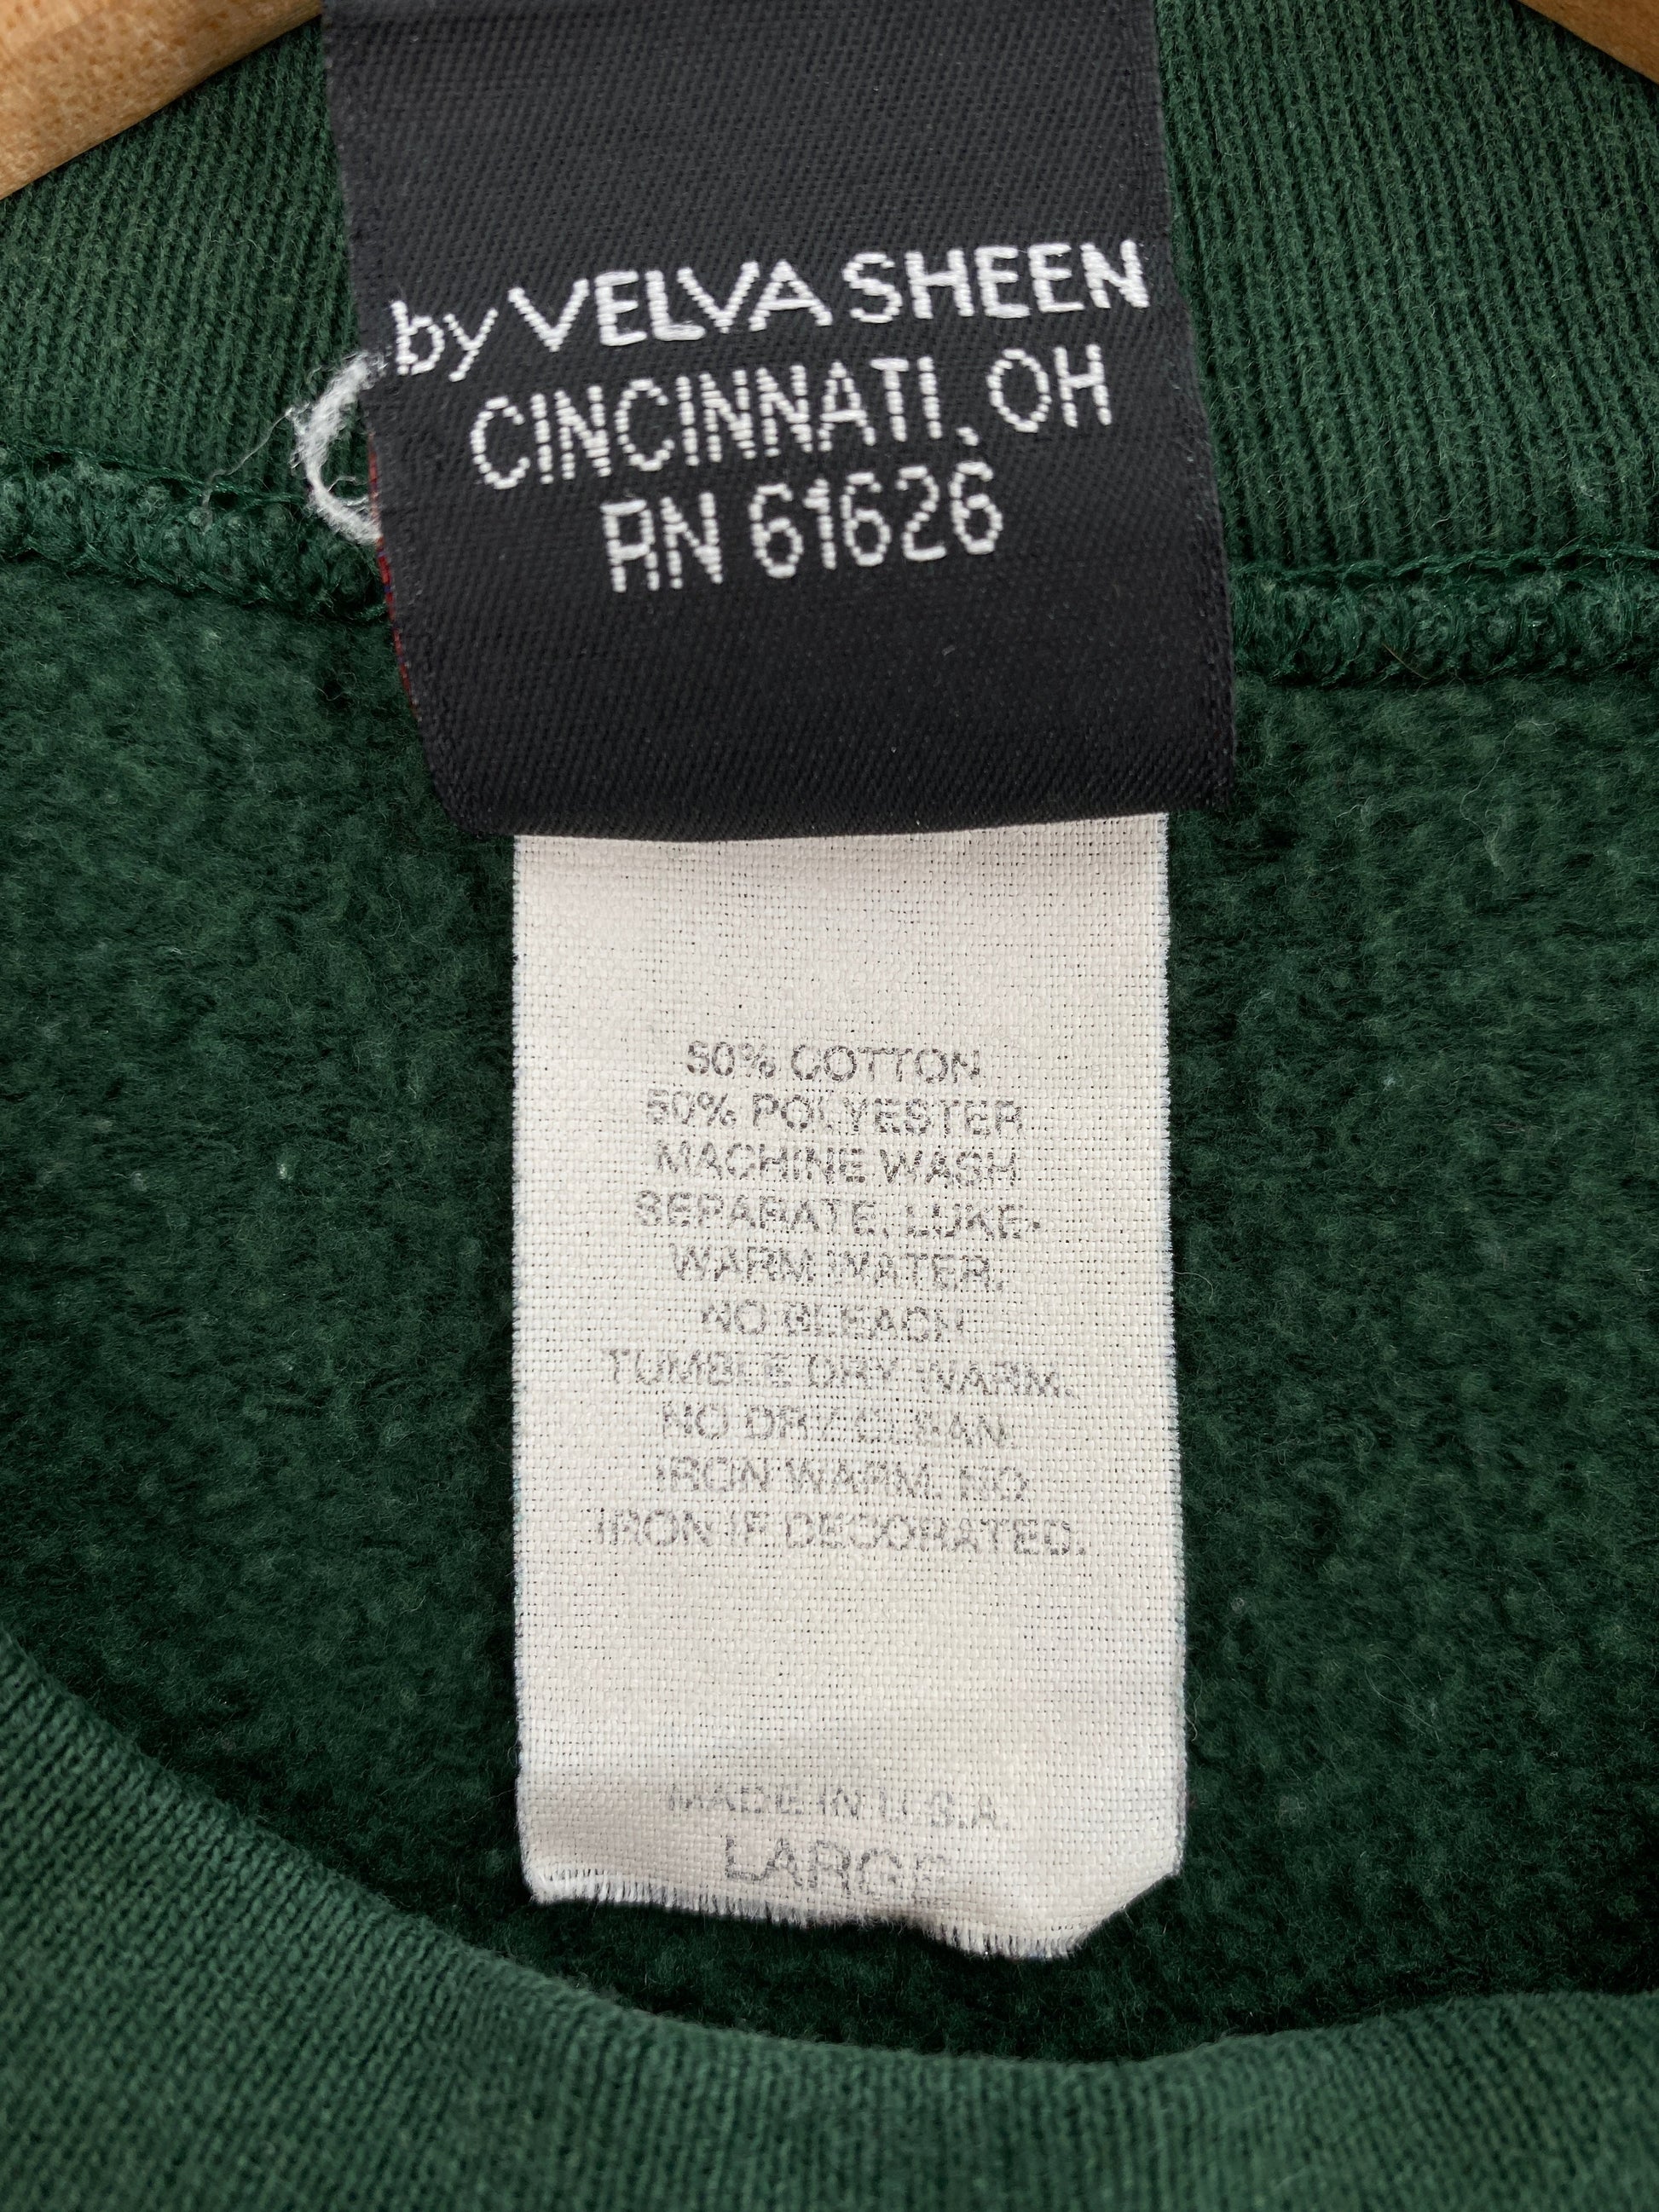 by VELVA SHEEN
CINCINNATI, OH
RN 61626
50% COTTON
50% POLYESTER
MACHINE WASH
SEPARATE, LUKE-
WARM WATER.
NO BLEACH
TUMBLE DRY WARM.
NO DRY CLEAN.
IRON WARM. NO
IRON IF DECORATED.
MADE IN U.S.A.
LARGE